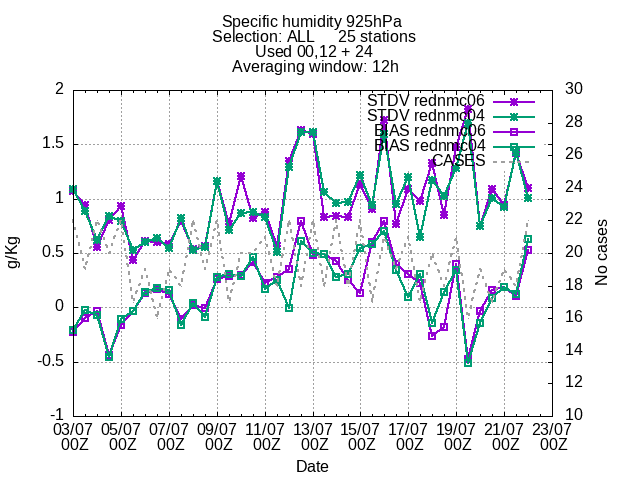 Specific humidity 925hPa
Selection: ALL 25 stations
Used 00,12 + 24
Averaging window: 12h
STDV rednmc06
STDV rednmc04
BIAS rednmc06
BIAS rednmc04
CASES
g/Kg
2
1.5
1
0.5
0
-0.5
-1
No cases
30
28
26
24
22
20
18
16
14
12
10
03/07 05/07 07/07 09/07 11/07 13/07 15/07 17/07 19/07 21/07 23/07
00Z 00Z 00Z 00Z 00Z 00Z 00Z 00Z 00Z 00Z 00Z
Date